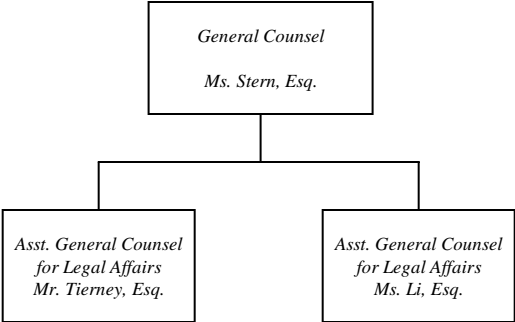 General Counsel
Ms. Stern, Esq.
Asst. General Counsel
for Legal Affairs
Mr. Tierney, Esq.
Asst. General Counsel
for Legal Affairs
Ms. Li, Esq.